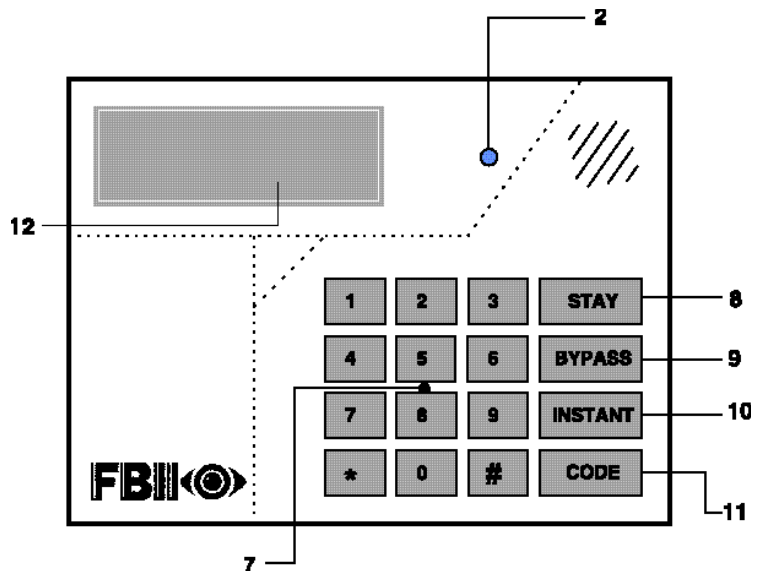 2
12
1 2 3 STAY 8
4 5 6 BYPASS 9
7 8 9 INSTANT 10
* 0 # CODE
FBII
11
7